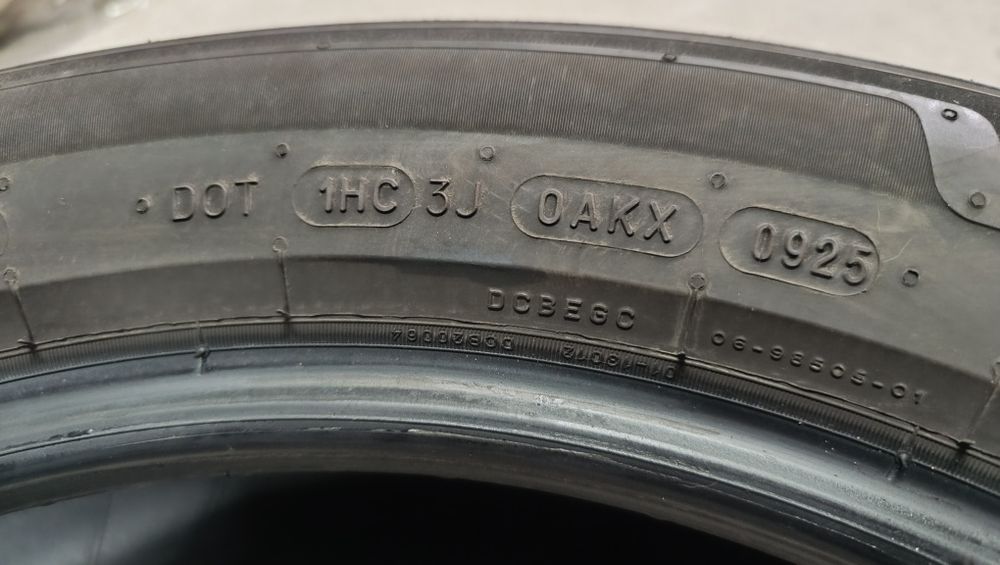 DOT 1HC 3J 0AKX 0925
DCBEGC
06-98505-01